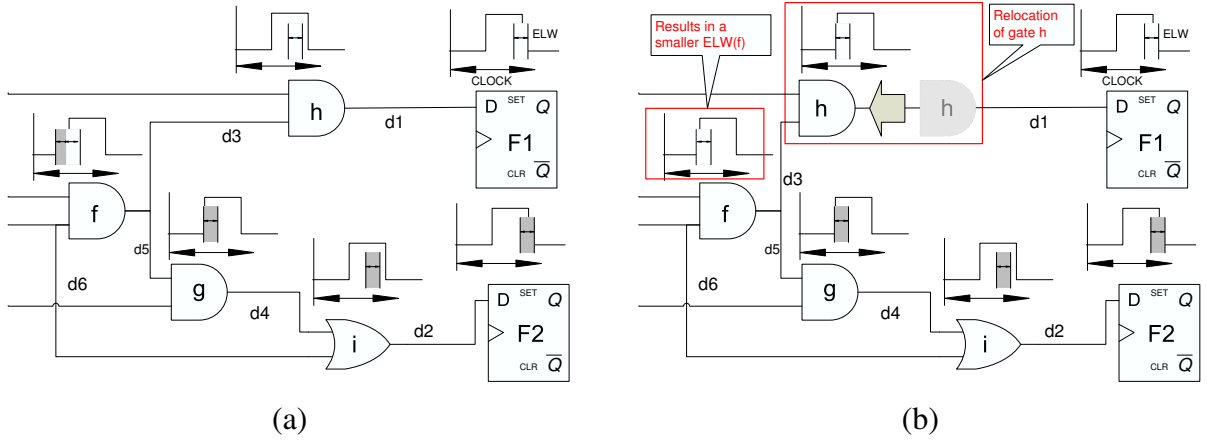 ELW
CLOCK
h
D SET Q
d3
d1
F1
CLR Q
f
d5
d6
g
d4
i
d2
D SET Q
F2
CLR Q
(a)
Results in a
smaller ELW(f)
Relocation
of gate h
ELW
CLOCK
h
h
D SET Q
d1
F1
CLR Q
d3
f
d5
d6
g
d4
i
d2
D SET Q
F2
CLR Q
(b)